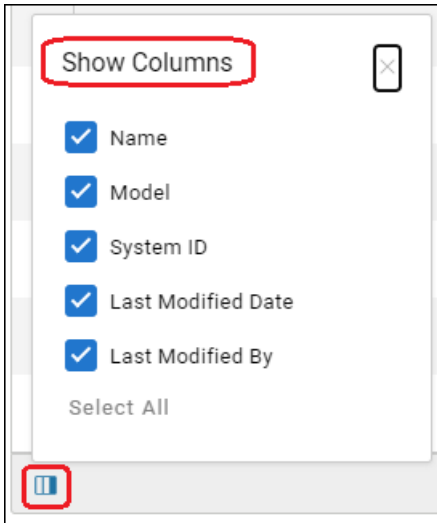 Show Columns
Name
Model
System ID
Last Modified Date
Last Modified By
Select All